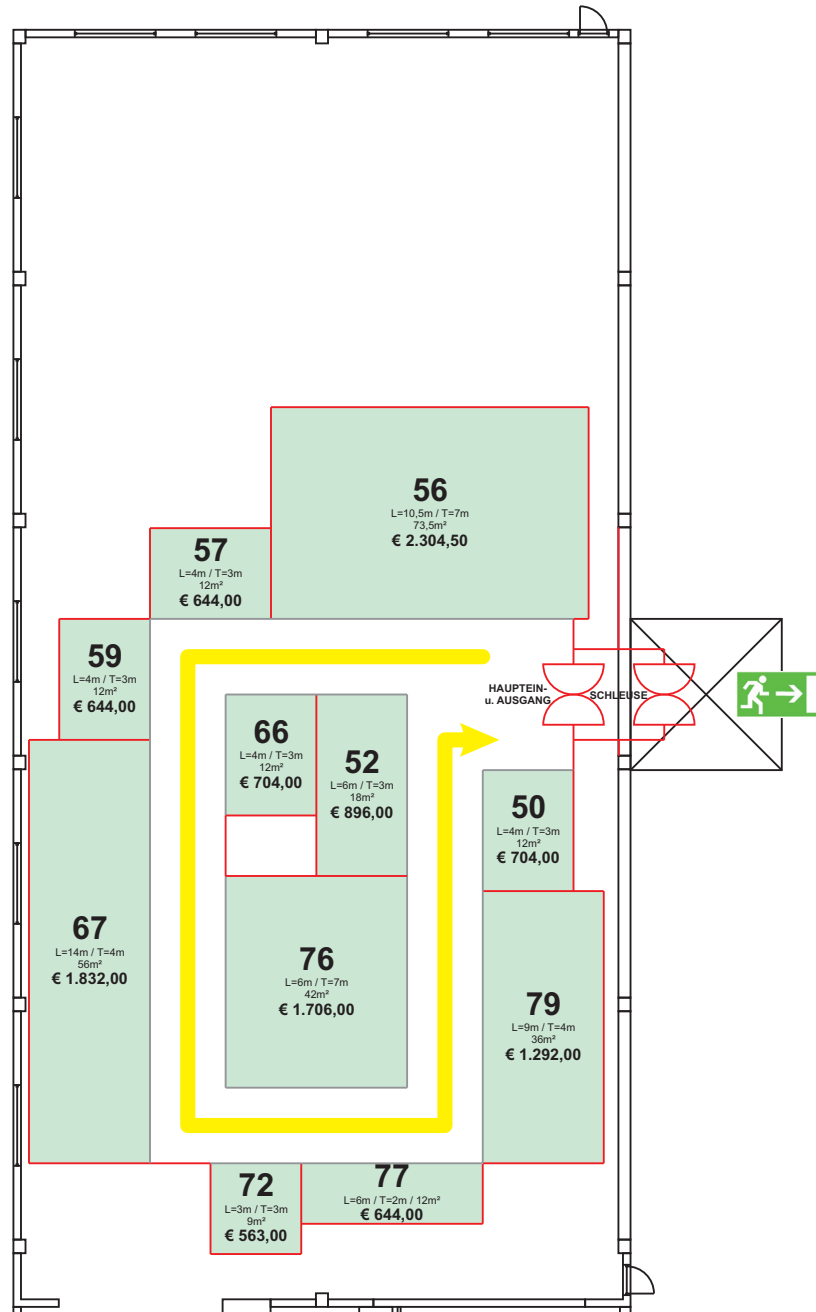 56
L=10,5m / T=7m
73,5m²
€ 2.304,50
57
L=4m / T=3m
12m²
€ 644,00
59
L=4m / T=3m
12m²
€ 644,00
HAUPTEIN-
u. AUSGANG
SCHLEUSE
66
L=4m / T=3m
12m²
€ 704,00
52
L=6m / T=3m
18m²
€ 896,00
50
L=4m / T=3m
12m²
€ 704,00
67
L=14m / T=4m
56m²
€ 1.832,00
76
L=6m / T=7m
42m²
€ 1.706,00
79
L=9m / T=4m
36m²
€ 1.292,00
72
L=3m / T=3m
9m²
€ 563,00
77
L=6m / T=2m / 12m²
€ 644,00